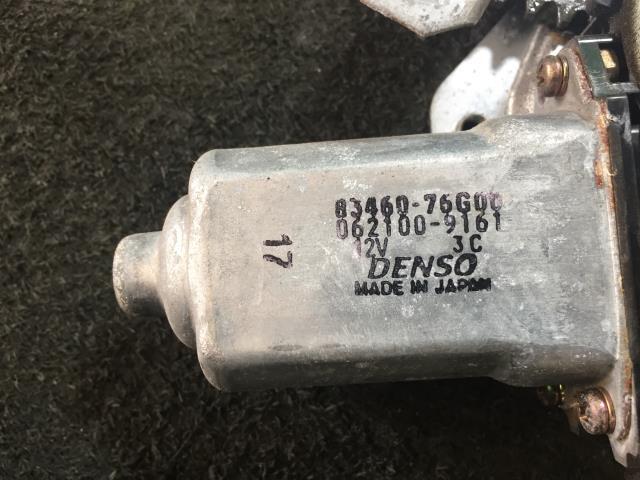 83460-76G00
062100-9161
12V 3C
DENSO
MADE IN JAPAN
17